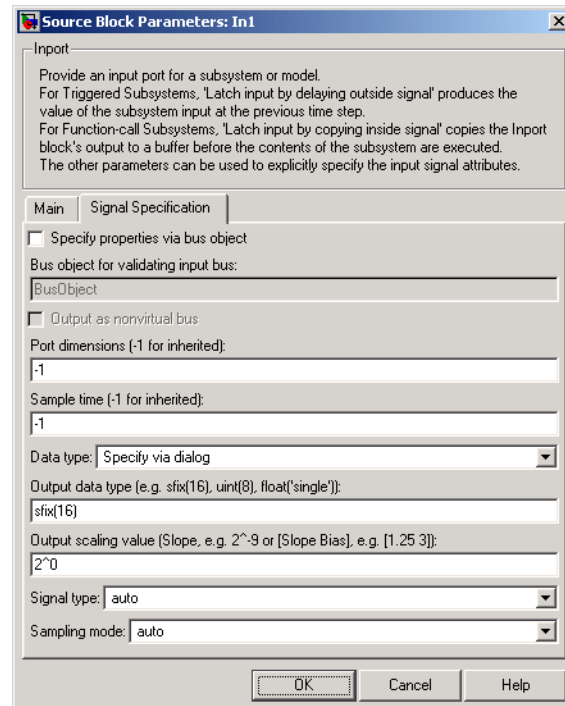 Source Block Parameters: In1
Inport
Provide an input port for a subsystem or model.
For Triggered Subsystems, 'Latch input by delaying outside signal' produces the
value of the subsystem input at the previous time step.
For Function-call Subsystems, 'Latch input by copying inside signal' copies the Inport
block's output to a buffer before the contents of the subsystem are executed.
The other parameters can be used to explicitly specify the input signal attributes.
Main Signal Specification
Specify properties via bus object
Bus object for validating input bus:
BusObject
Output as nonvirtual bus
Port dimensions (-1 for inherited):
-1
Sample time (-1 for inherited):
-1
Data type: Specify via dialog
Output data type (e.g. sfix(16), uint(8), float('single')):
sfix(16)
Output scaling value (Slope, e.g. 2^-9 or [Slope Bias], e.g. [1.25 3]):
2^0
Signal type: auto
Sampling mode: auto
OK Cancel Help